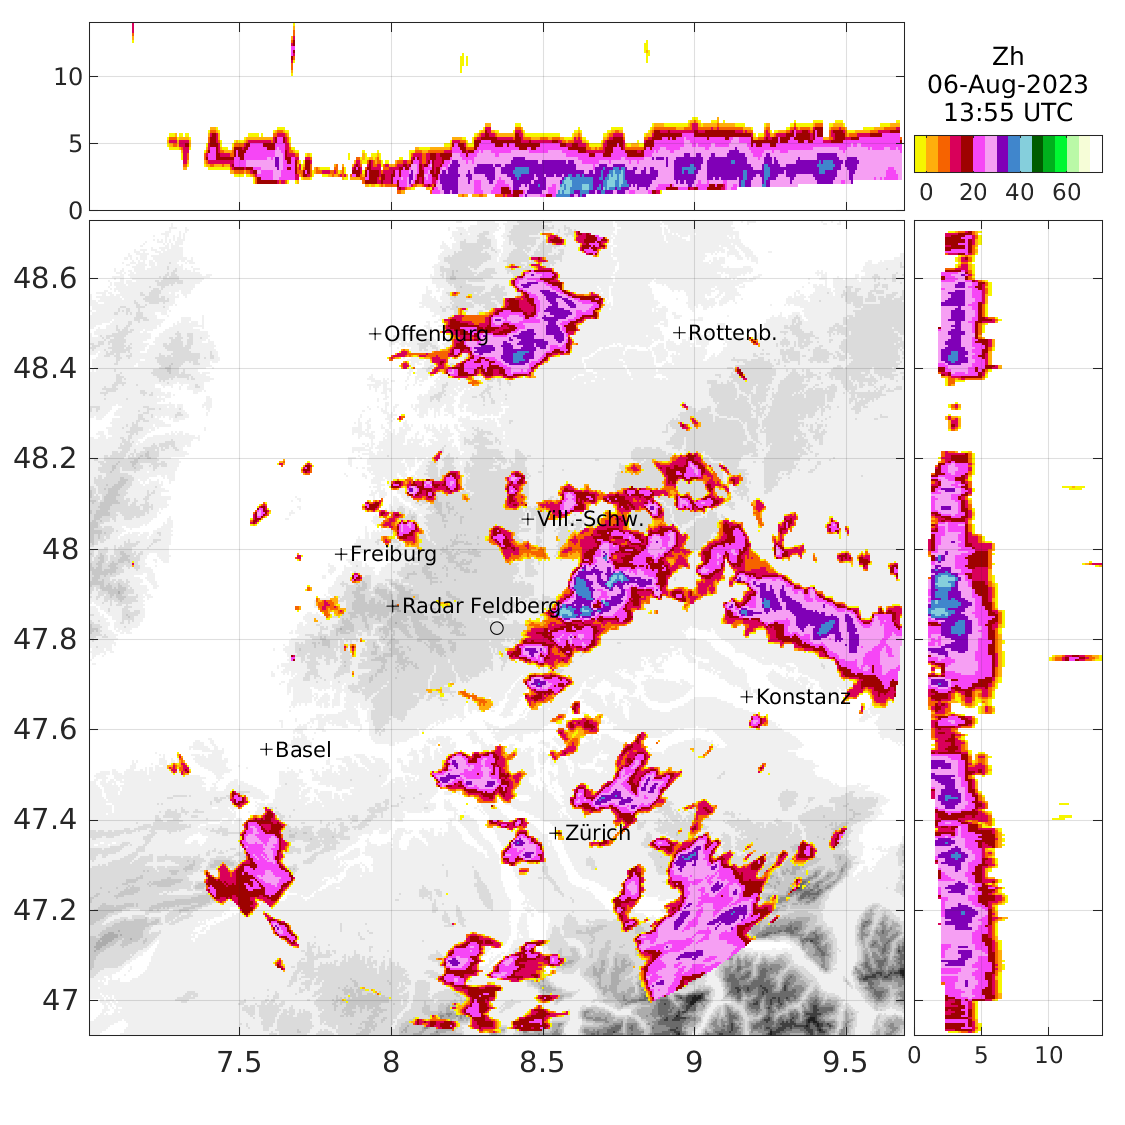 10
5
0
Zh
06-Aug-2023
13:55 UTC
0 20 40 60
48.6
48.4
48.2
48
47.8
47.6
47.4
47.2
47
+Offenburg
+Rottenb.
+Vill.-Schw.
+Freiburg
+Radar Feldberg
+Konstanz
+Basel
+Zürich
7.5 8 8.5 9 9.5
0 5 10